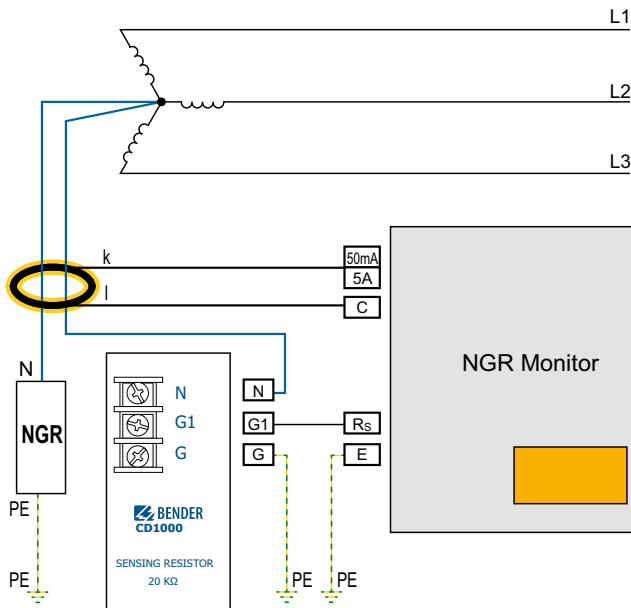 L1
L2
L3
k
50mA
5A
l
C
NGR Monitor
N
NGR
N
G1
G
N
G1
G
Rs
E
PE
BENDER
CD1000
SENSING RESISTOR
20 KΩ
PE
PE
PE